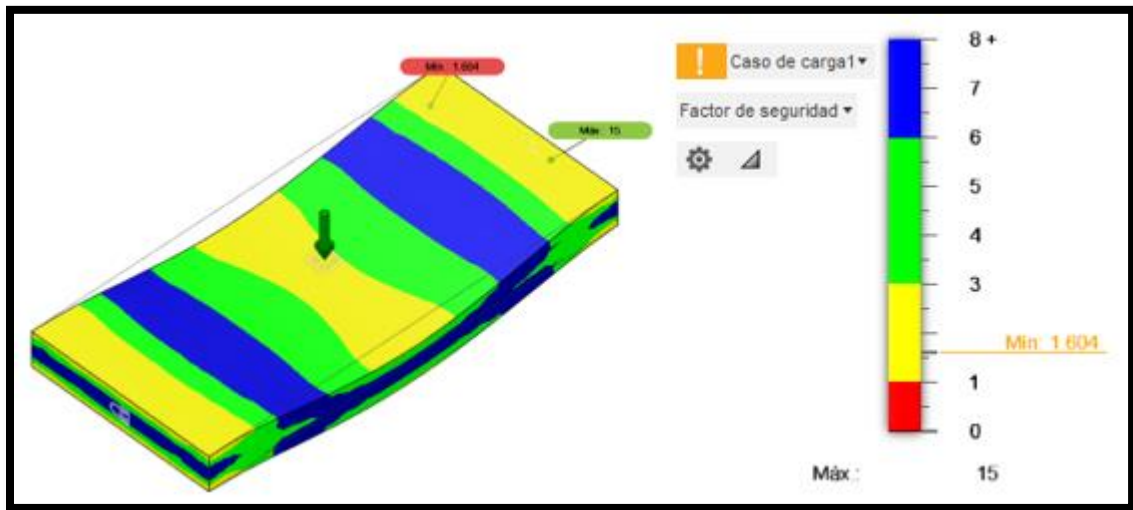 Mín: 1.604
Máx: 15
Caso de carga1
Factor de seguridad
8 +
7
6
5
4
3
Mín: 1.604
1
0
Máx.: 15